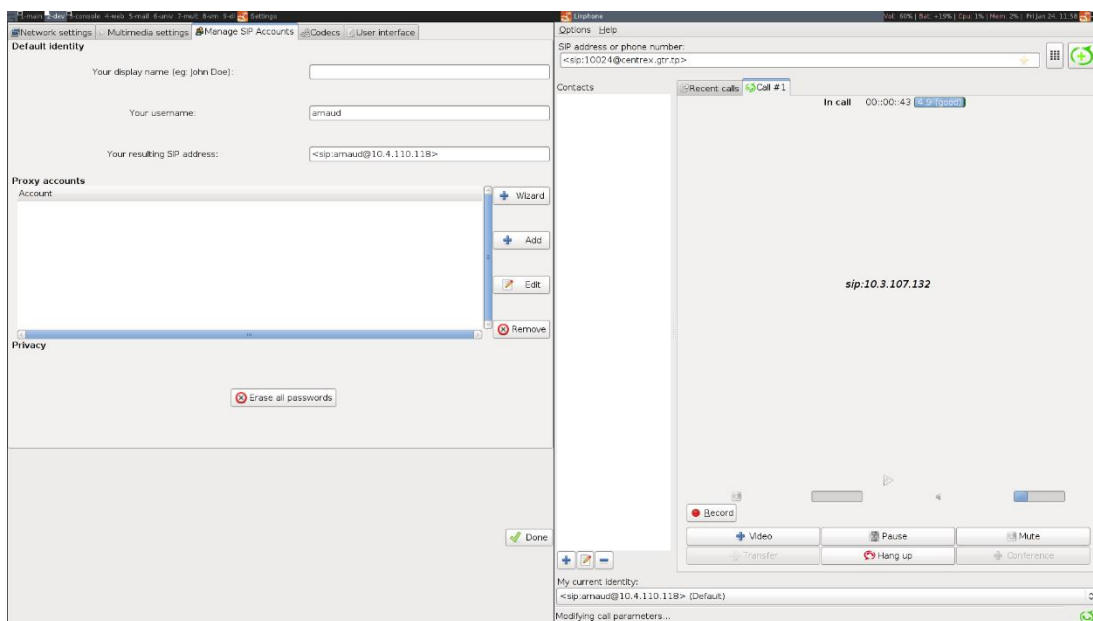 1-main 2-dev 3-console 4-web 5-mail 6-univ 7-mult 8-vm 9-dl Settings
Network settings Multimedia settings Manage SIP Accounts Codecs User interface
Default identity
Your display name (eg: John Doe):
Your username: arnaud
Your resulting SIP address: <sip:arnaud@10.4.110.118>
Proxy accounts
Account
Wizard
Add
Edit
Remove
Privacy
Erase all passwords
Done
Linphone
Vol: 60% | Bat: +19% | Cpu: 1% | Mem: 2% | Fri Jan 24, 11:58
Options Help
SIP address or phone number:
<sip:10024@centrex.gtr.tp>
Contacts
Recent calls Call #1
In call 00::00::43 4.9 (good)
sip:10.3.107.132
Record
Video Pause Mute
Transfer Hang up Conference
My current identity:
<sip:arnaud@10.4.110.118> (Default)
Modifying call parameters...